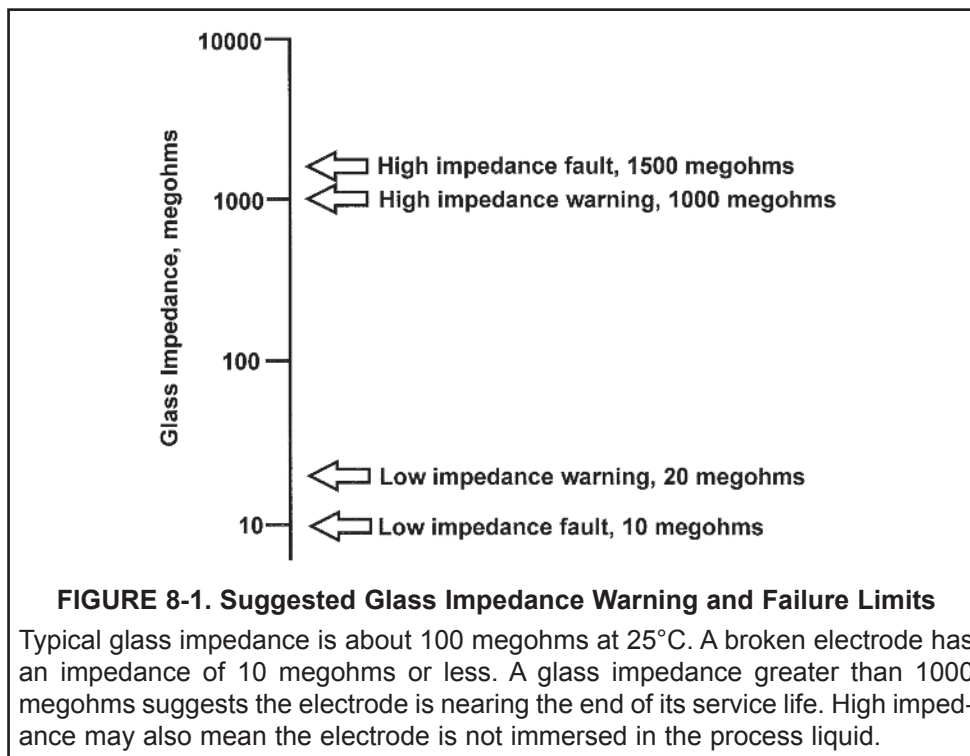 10000
High impedance fault, 1500 megohms
1000
High impedance warning, 1000 megohms
Glass Impedance, megohms
100
Low impedance warning, 20 megohms
10
Low impedance fault, 10 megohms
FIGURE 8-1. Suggested Glass Impedance Warning and Failure Limits
Typical glass impedance is about 100 megohms at 25°C. A broken electrode has
an impedance of 10 megohms or less. A glass impedance greater than 1000
megohms suggests the electrode is nearing the end of its service life. High imped-
ance may also mean the electrode is not immersed in the process liquid.